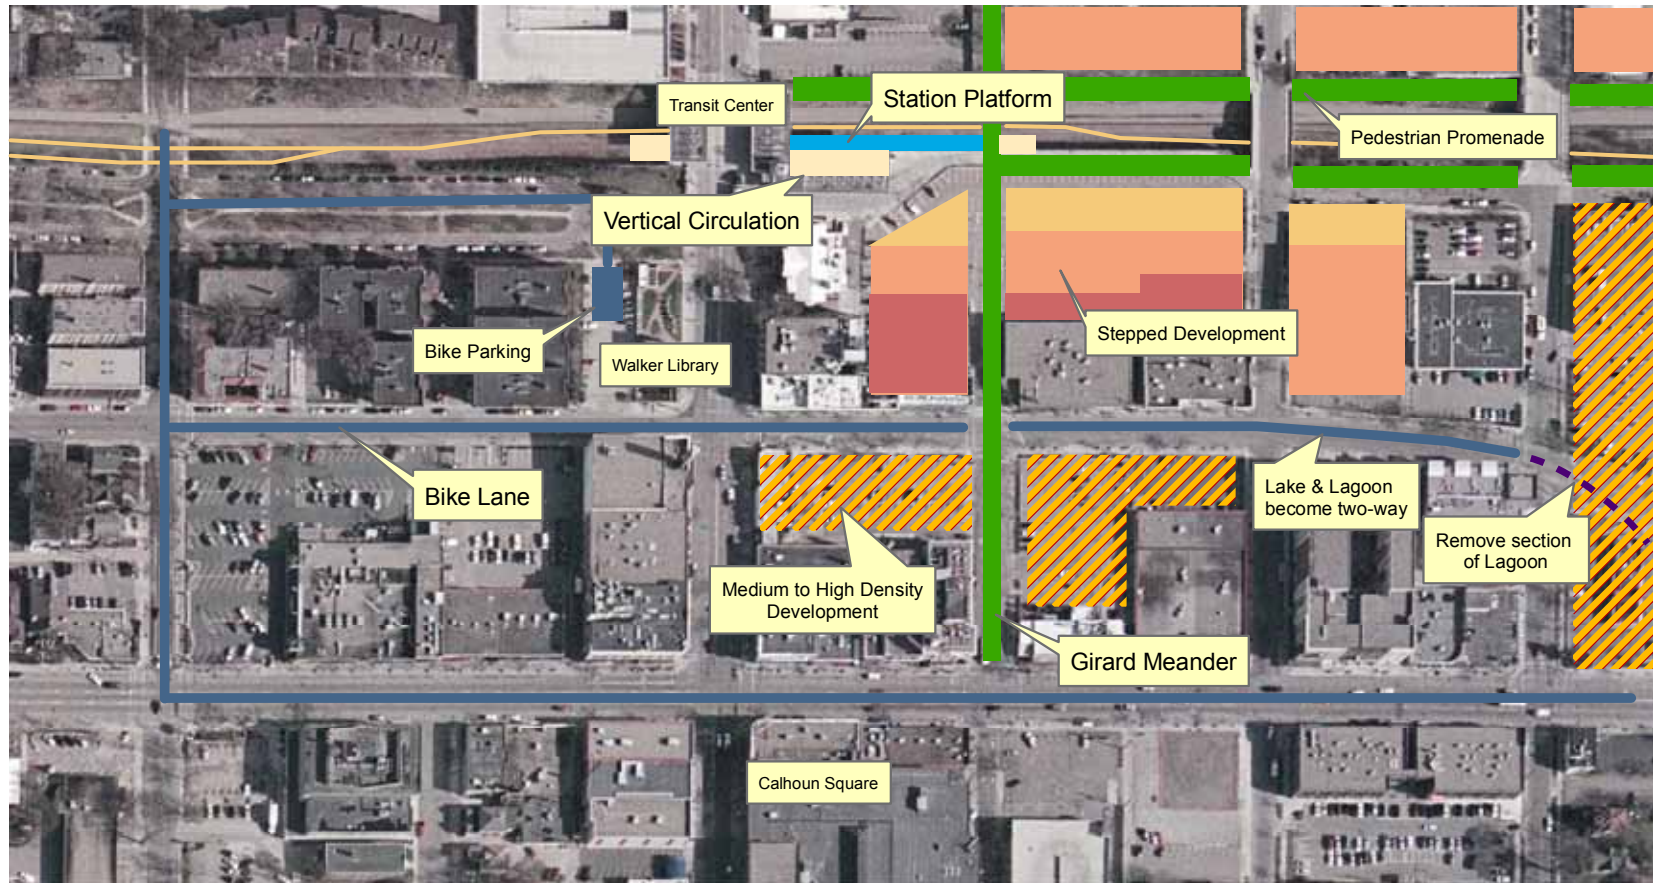 Transit Center
Station Platform
Pedestrian Promenade
Vertical Circulation
Stepped Development
Bike Parking
Walker Library
Bike Lane
Lake & Lagoon
become two-way
Remove section
of Lagoon
Medium to High Density
Development
Girard Meander
Calhoun Square